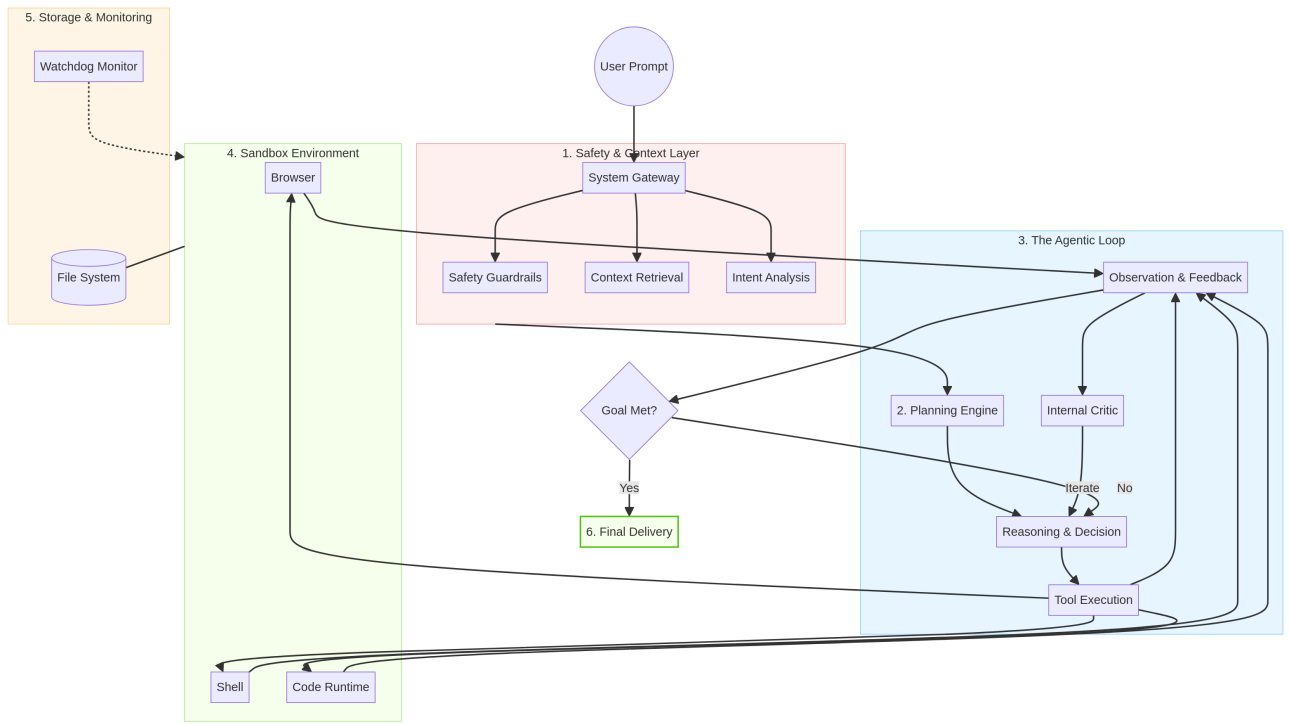 5. Storage & Monitoring
Watchdog Monitor
File System
User Prompt
4. Sandbox Environment
Browser
Shell
Code Runtime
1. Safety & Context Layer
System Gateway
Safety Guardrails
Context Retrieval
Intent Analysis
3. The Agentic Loop
Observation & Feedback
2. Planning Engine
Internal Critic
Iterate
No
Reasoning & Decision
Tool Execution
Goal Met?
Yes
6. Final Delivery